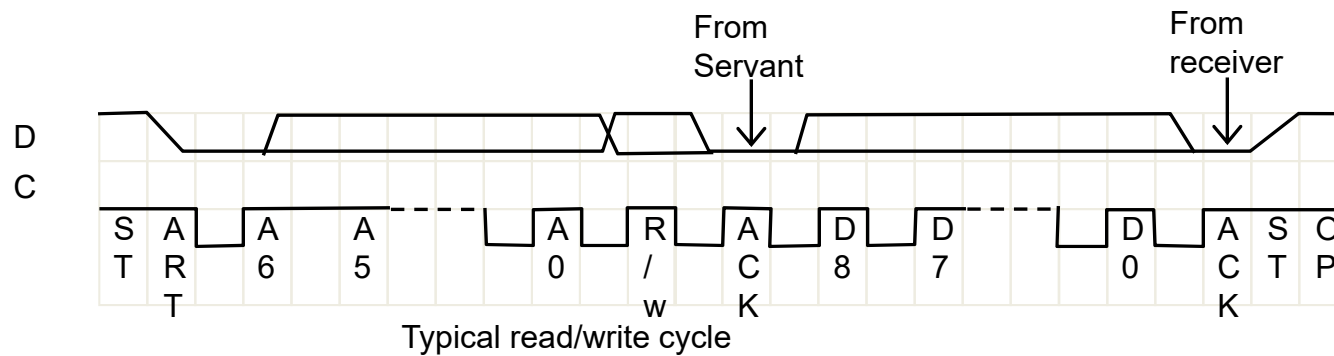 From
Servant
From
receiver
D
C
S A A A A R A D D D A S O
T R 6 5 0 / C 8 7 0 C T P
T w K K
Typical read/write cycle